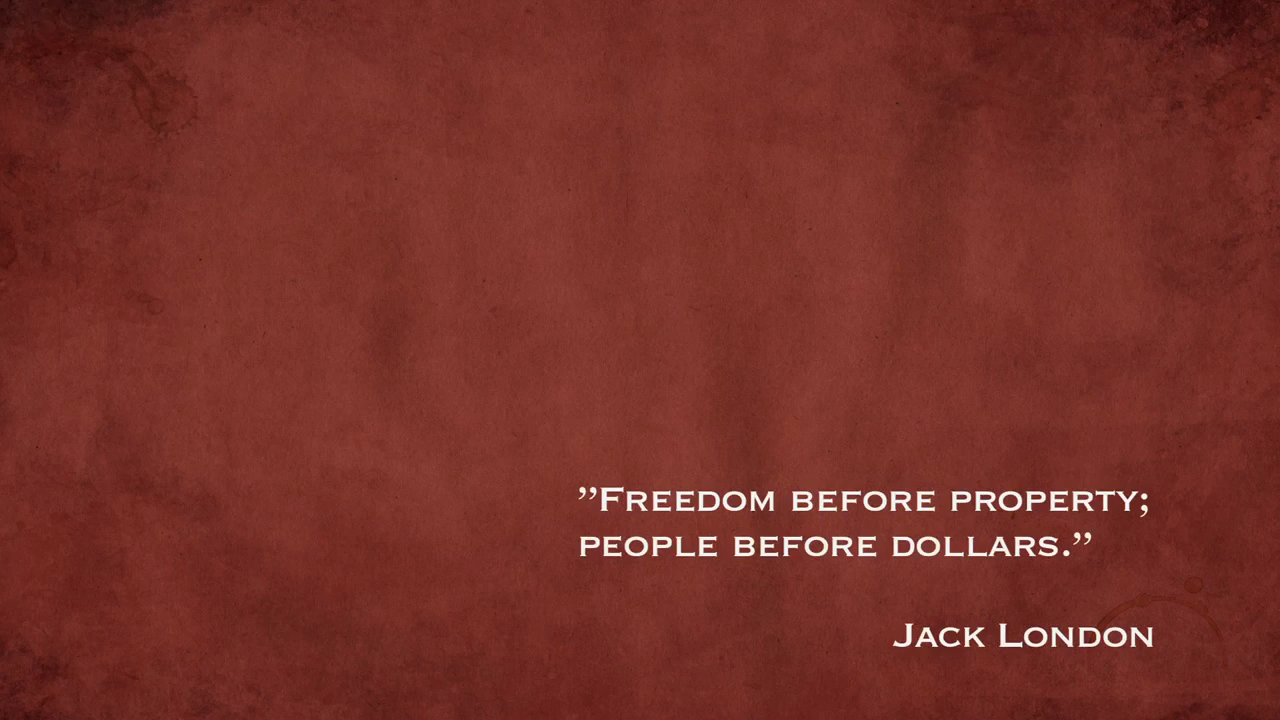 ”Freedom before property;
people before dollars.”
Jack London